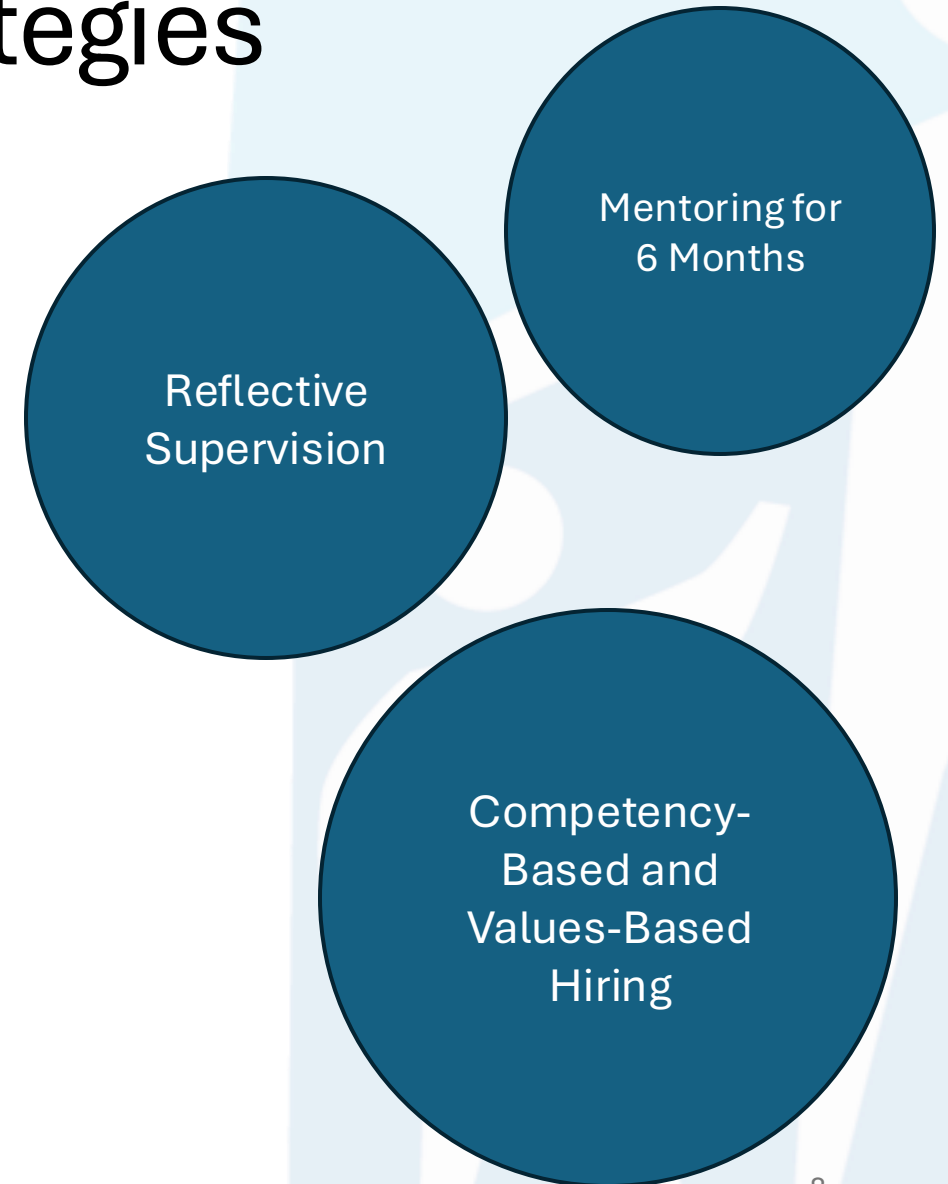 tegies
Mentoring for
6 Months
Reflective
Supervision
Competency-
Based and
Values-Based
Hiring